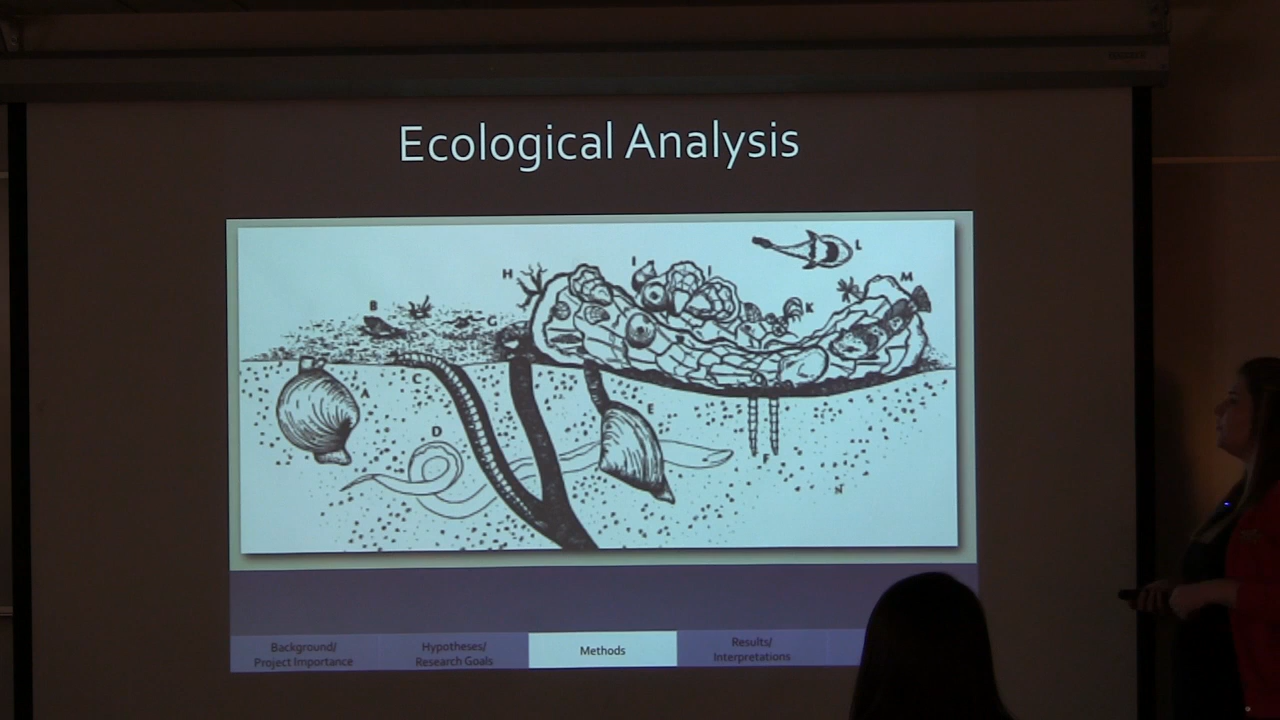 Ecological Analysis
L
H
I
J
M
B
K
G
C
A
E
D
F
N
Background/
Project Importance
Hypotheses/
Research Goals
Methods
Results/
Interpretations